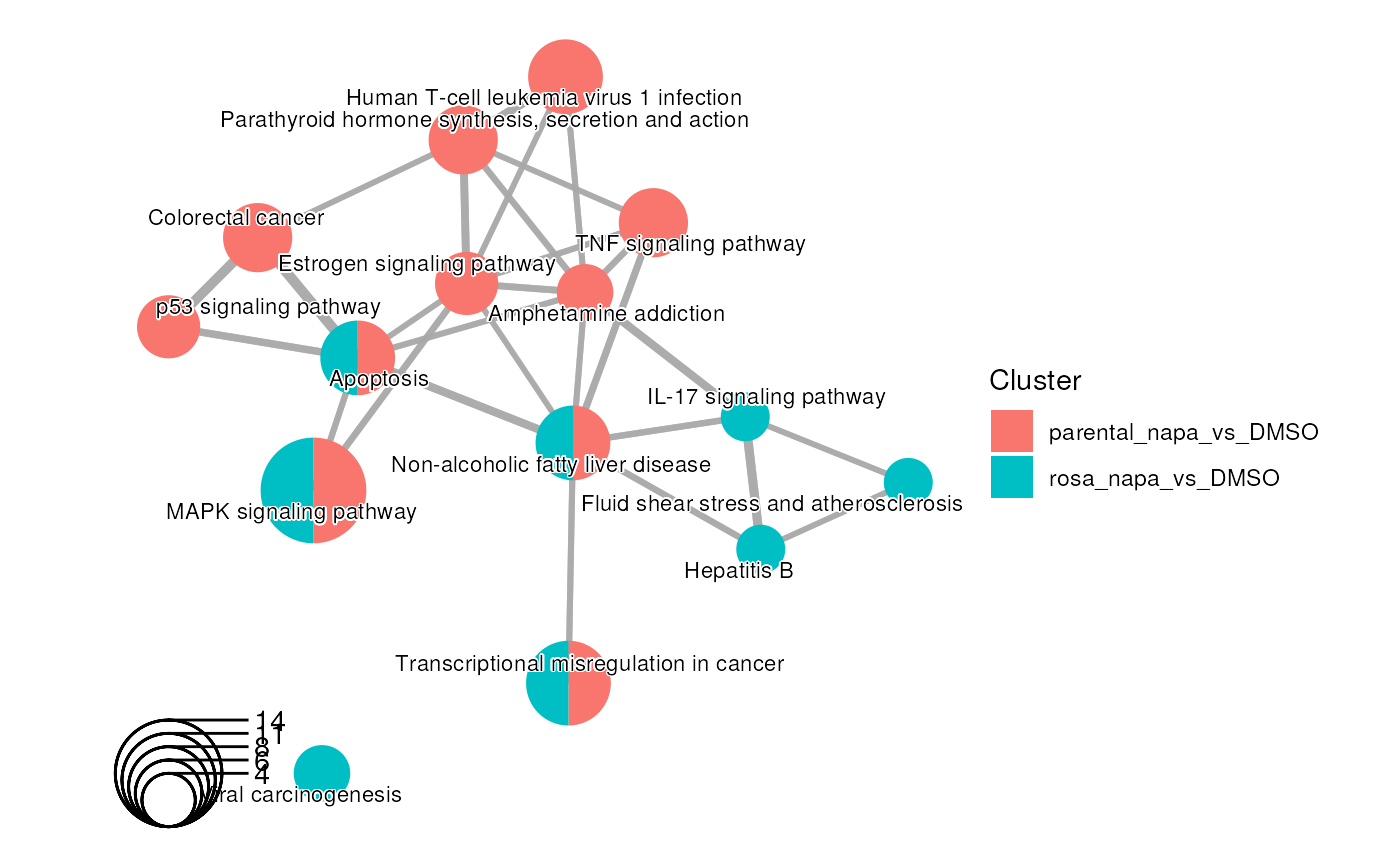 Human T-cell leukemia virus 1 infection
Parathyroid hormone synthesis, secretion and action
Colorectal cancer
TNF signaling pathway
Estrogen signaling pathway
p53 signaling pathway
Amphetamine addiction
Apoptosis
Cluster
IL-17 signaling pathway
parental_napa_vs_DMSO
Non-alcoholic fatty liver disease
rosa_napa_vs_DMSO
Fluid shear stress and atherosclerosis
MAPK signaling pathway
Hepatitis B
Transcriptional misregulation in cancer
14
11
8
6
4
carcinogenesis